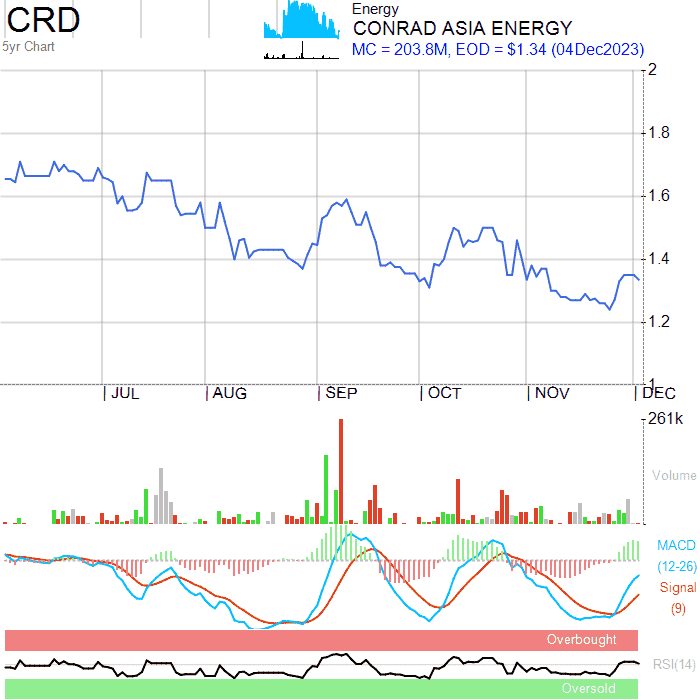 CRD
5yr Chart
Energy
CONRAD ASIA ENERGY
MC = 203.8M, EOD = $1.34 (04Dec2023)
2
1.8
1.6
1.4
1.2
1
JUL AUG SEP OCT NOV DEC
261k
Volume
MACD
(12-26)
Signal
(9)
Overbought
RSI(14)
Oversold